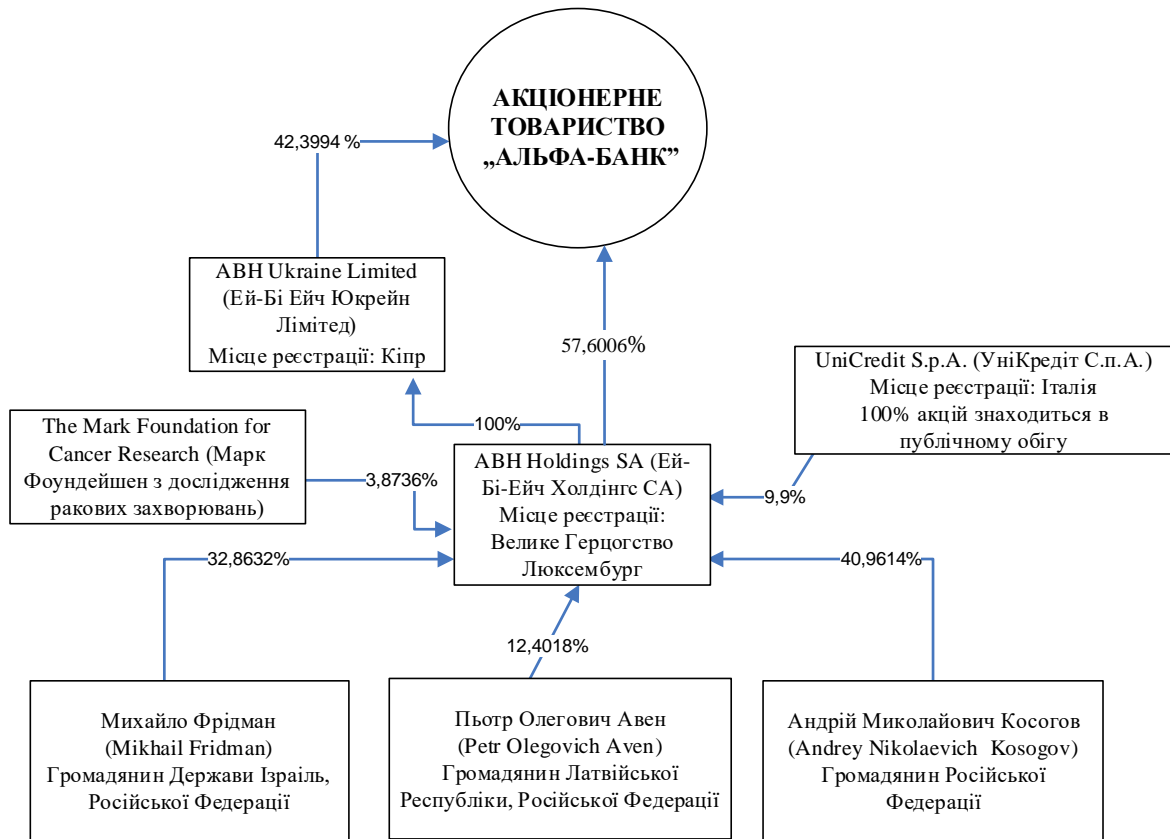 АКЦІОНЕРНЕ
ТОВАРИСТВО
„АЛЬФА-БАНК”
42,3994 %
ABH Ukraine Limited
(Ей-Бі Ейч Юкрейн
Лімітед)
Місце реєстрації: Кіпр
57,6006%
UniCredit S.p.A. (УніКредіт С.п.А.)
Місце реєстрації: Італія
100% акцій знаходиться в
публічному обігу
100%
The Mark Foundation for
Cancer Research (Марк
Фоундейшен з дослідження
ракових захворювань)
3,8736%
ABH Holdings SA (Ей-
Бі-Ейч Холдінгс СА)
Місце реєстрації:
Велике Герцогство
Люксембург
9,9%
32,8632%
40,9614%
12,4018%
Михайло Фрідман
(Mikhail Fridman)
Громадянин Держави Ізраіль,
Російської Федерації
Пьотр Олегович Авен
(Petr Olegovich Aven)
Громадянин Латвійської
Республіки, Російської Федерації
Андрій Миколайович Косогов
(Andrey Nikolaevich Kosogov)
Громадянин Російської
Федерації